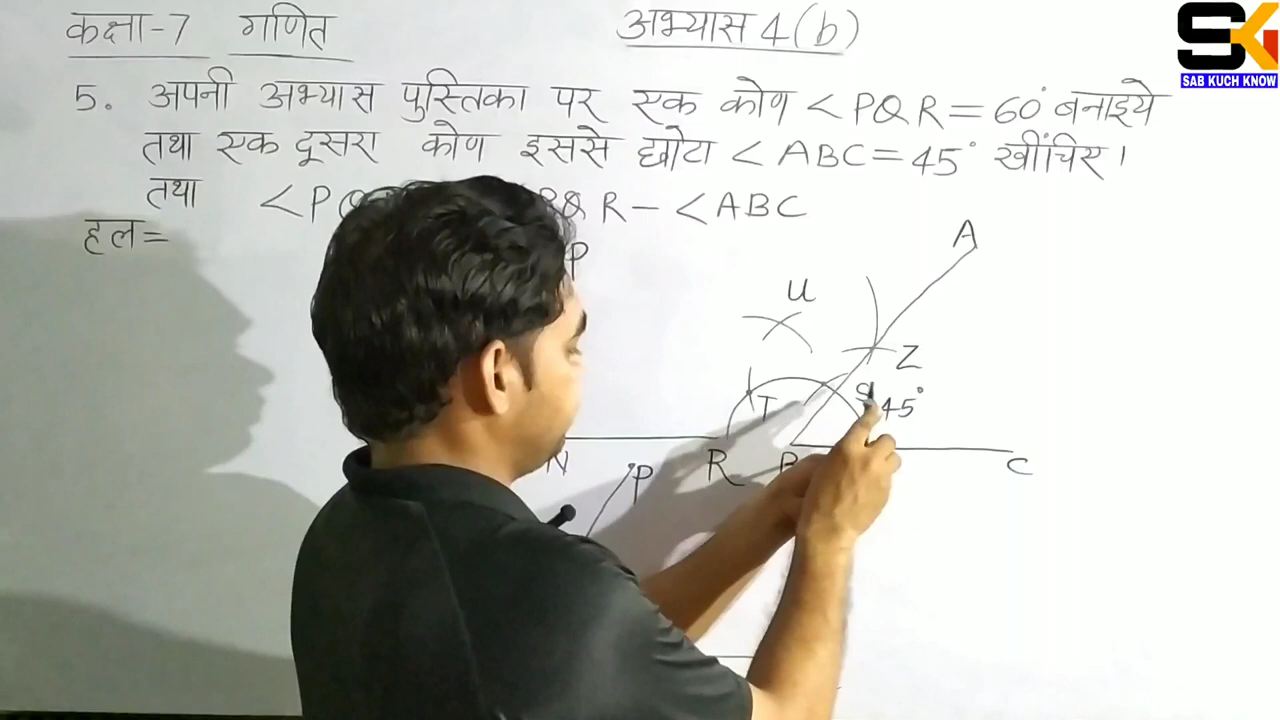 कक्षा-7 गणित
अभ्यास 4(b)
SK
SAB KUCH KNOW
5. अपनी अभ्यास पुस्तिका पर एक कोण <PQR=60° बनाइये
तथा एक दूसरा कोण इससे छोटा <ABC=45° खींचिए।
तथा <PQ R-<ABC
हल=
P
A
U
Z
T 45°
N R B C
P